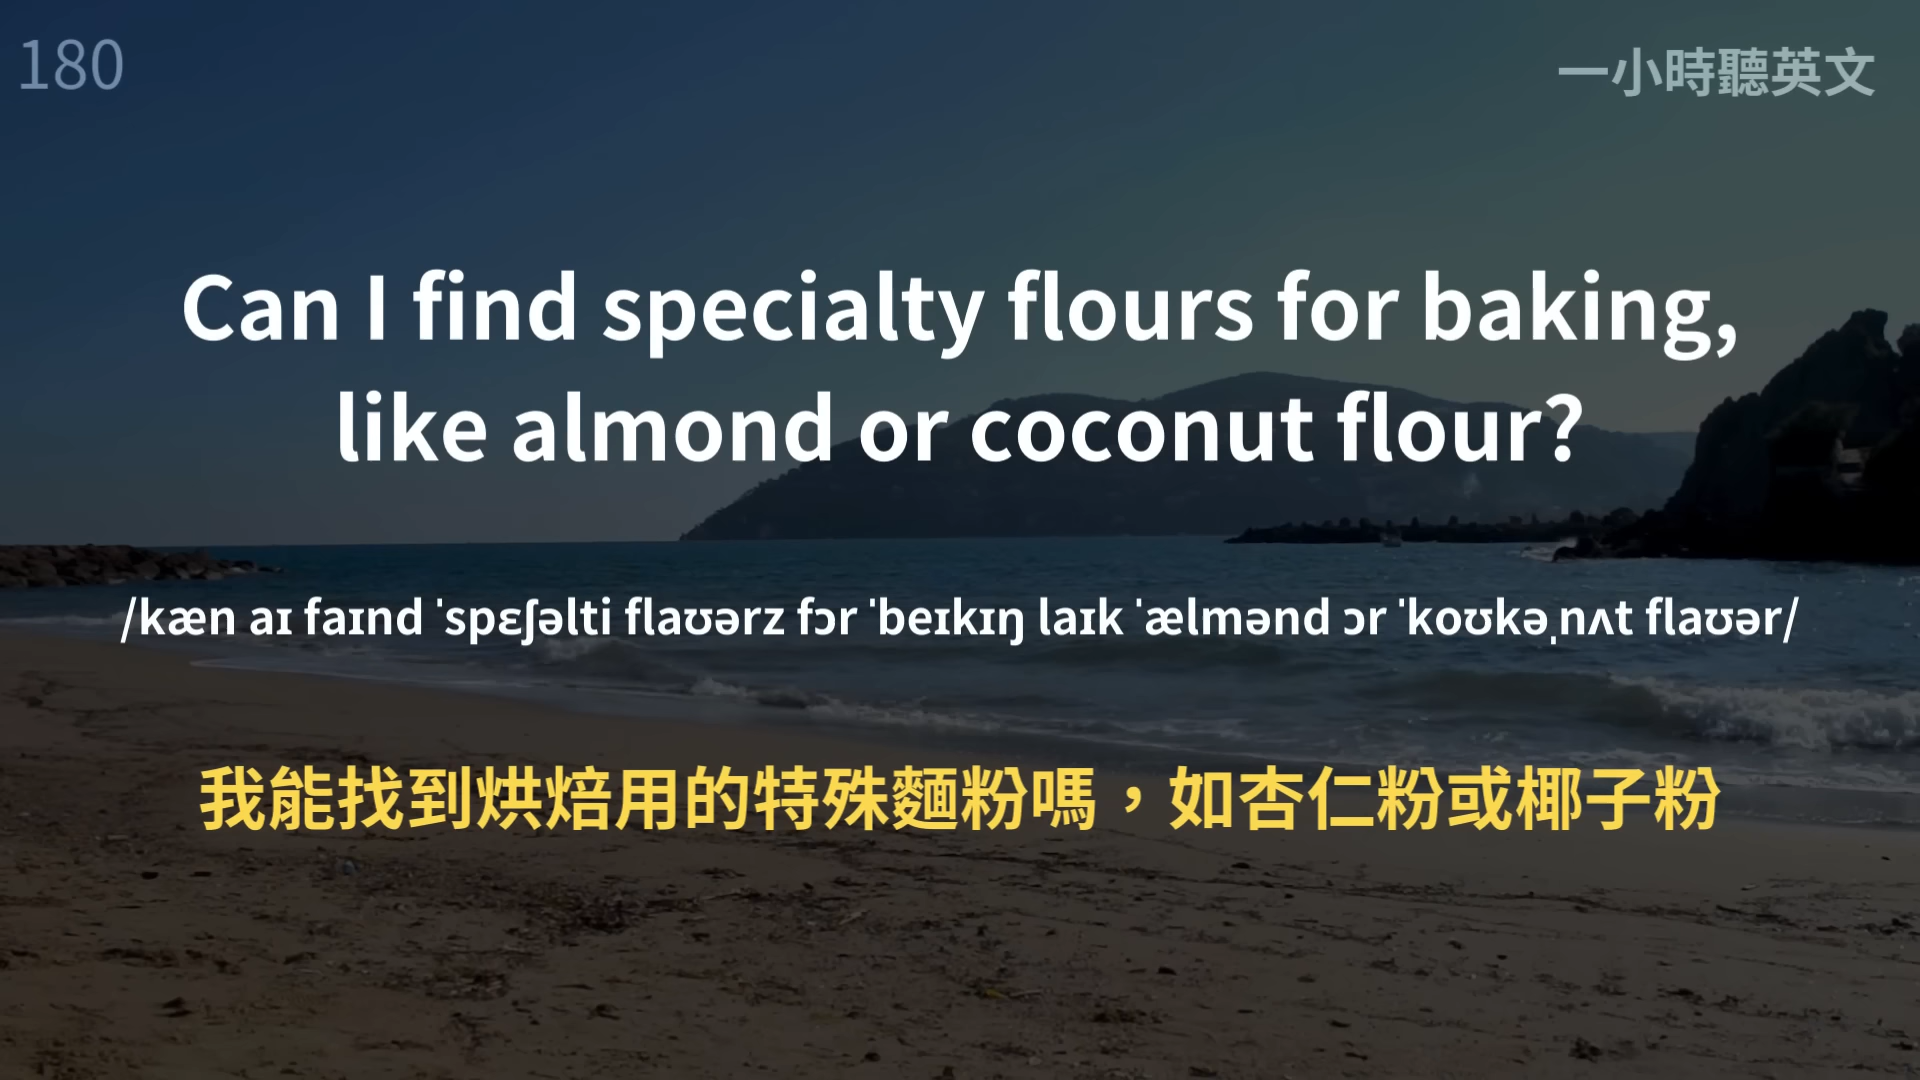 180
一小時聽英文
Can I find specialty flours for baking,
like almond or coconut flour?
/kæn aɪ faɪnd ˈspɛʃəlti flaʊərz fɔr ˈbeɪkɪŋ laɪk ˈælmənd ɔr ˈkoʊkəˌnʌt flaʊər/
我能找到烘焙用的特殊麵粉嗎，如杏仁粉或椰子粉